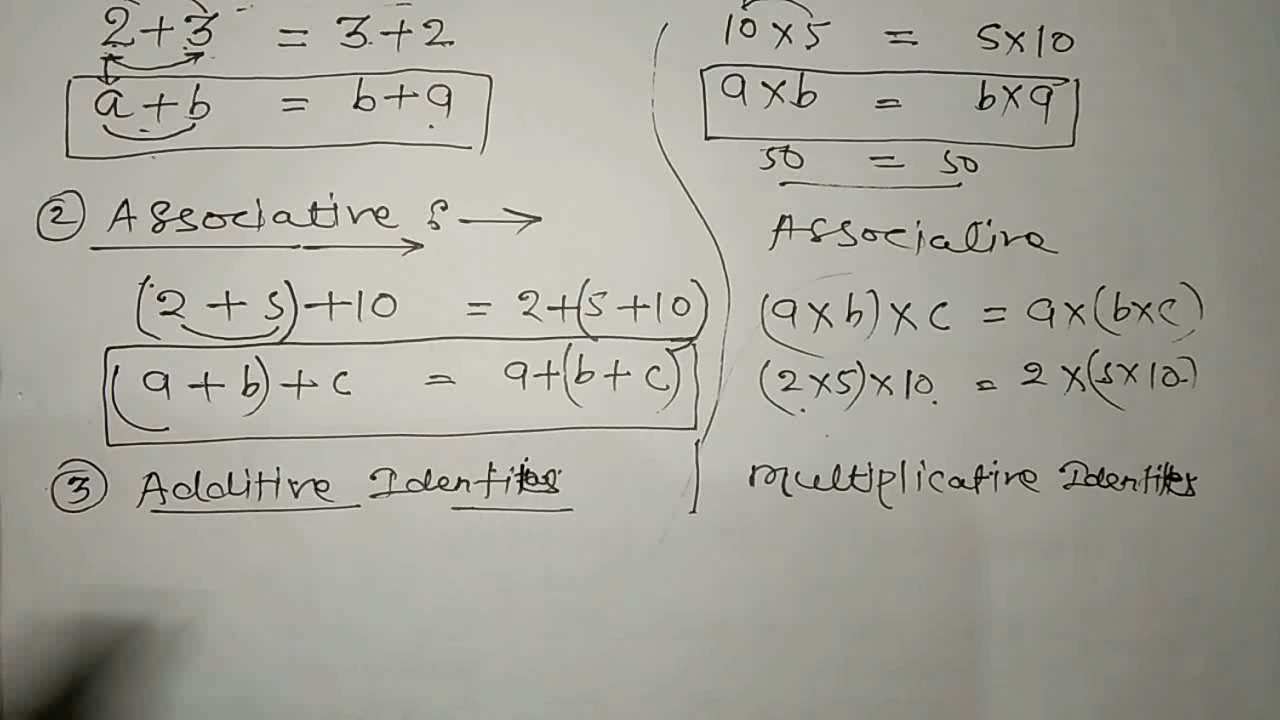 2+3 = 3+2
a+b = b+a
② Associative :→
(2+5)+10 = 2+(5+10)
(a+b)+c = a+(b+c)
③ Additive Identities
10×5 = 5×10
a×b = b×a
50 = 50
Associative
(a×b)×c = a×(b×c)
(2×5)×10 = 2×(5×10)
multiplicative Identities